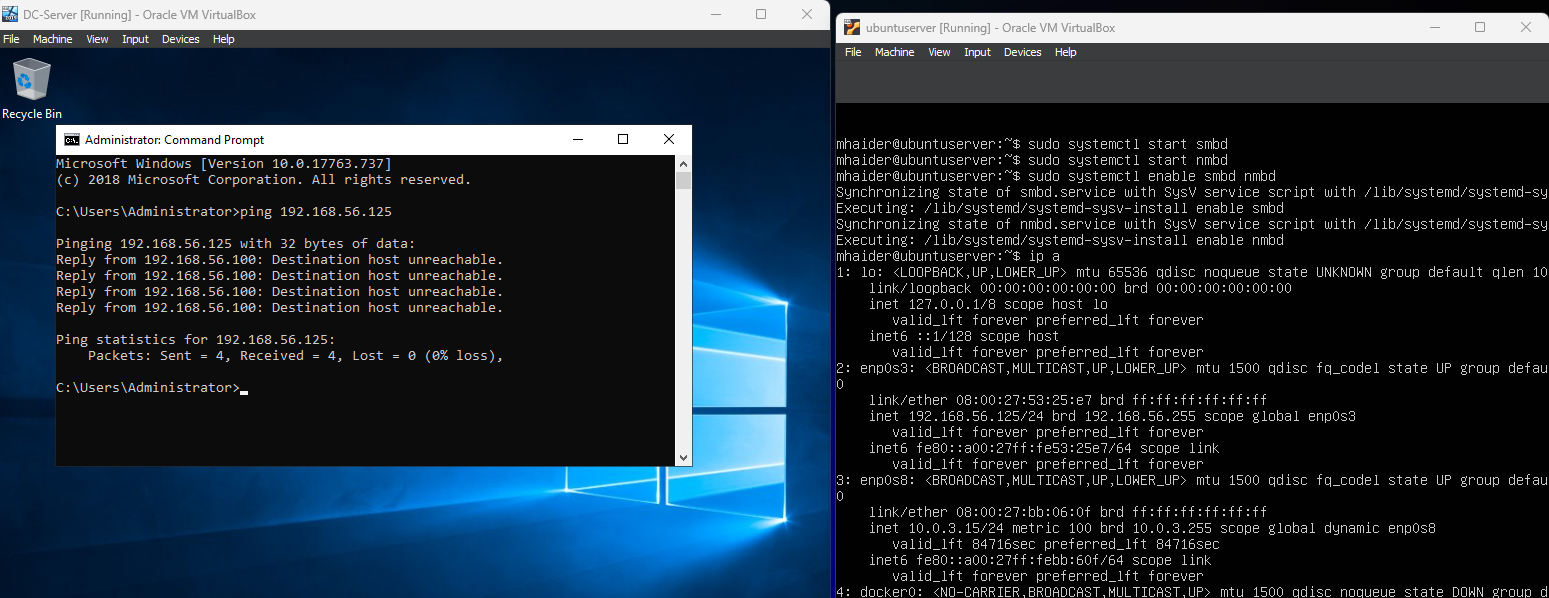 DC-Server [Running] - Oracle VM VirtualBox
File Machine View Input Devices Help
Recycle Bin
Administrator: Command Prompt
Microsoft Windows [Version 10.0.17763.737]
(c) 2018 Microsoft Corporation. All rights reserved.
C:\Users\Administrator>ping 192.168.56.125
Pinging 192.168.56.125 with 32 bytes of data:
Reply from 192.168.56.100: Destination host unreachable.
Reply from 192.168.56.100: Destination host unreachable.
Reply from 192.168.56.100: Destination host unreachable.
Reply from 192.168.56.100: Destination host unreachable.
Ping statistics for 192.168.56.125:
    Packets: Sent = 4, Received = 4, Lost = 0 (0% loss),
C:\Users\Administrator>
ubuntuserver [Running] - Oracle VM VirtualBox
File Machine View Input Devices Help
mhaider@ubuntuserver:~$ sudo systemctl start smbd
mhaider@ubuntuserver:~$ sudo systemctl start nmbd
mhaider@ubuntuserver:~$ sudo systemctl enable smbd nmbd
Synchronizing state of smbd.service with SysV service script with /lib/systemd/systemd-sy
Executing: /lib/systemd/systemd-sysv-install enable smbd
Synchronizing state of nmbd.service with SysV service script with /lib/systemd/systemd-sy
Executing: /lib/systemd/systemd-sysv-install enable nmbd
mhaider@ubuntuserver:~$ ip a
1: lo: <LOOPBACK,UP,LOWER_UP> mtu 65536 qdisc noqueue state UNKNOWN group default qlen 10
    link/loopback 00:00:00:00:00:00 brd 00:00:00:00:00:00
    inet 127.0.0.1/8 scope host lo
       valid_lft forever preferred_lft forever
    inet6 ::1/128 scope host
       valid_lft forever preferred_lft forever
2: enp0s3: <BROADCAST,MULTICAST,UP,LOWER_UP> mtu 1500 qdisc fq_codel state UP group defau
0
    link/ether 08:00:27:53:25:e7 brd ff:ff:ff:ff:ff:ff
    inet 192.168.56.125/24 brd 192.168.56.255 scope global enp0s3
       valid_lft forever preferred_lft forever
    inet6 fe80::a00:27ff:fe53:25e7/64 scope link
       valid_lft forever preferred_lft forever
3: enp0s8: <BROADCAST,MULTICAST,UP,LOWER_UP> mtu 1500 qdisc fq_codel state UP group defau
0
    link/ether 08:00:27:bb:06:0f brd ff:ff:ff:ff:ff:ff
    inet 10.0.3.15/24 metric 100 brd 10.0.3.255 scope global dynamic enp0s8
       valid_lft 84716sec preferred_lft 84716sec
    inet6 fe80::a00:27ff:febb:60f/64 scope link
       valid_lft forever preferred_lft forever
4: docker0: <NO-CARRIER,BROADCAST,MULTICAST,UP> mtu 1500 qdisc noqueue state DOWN group d